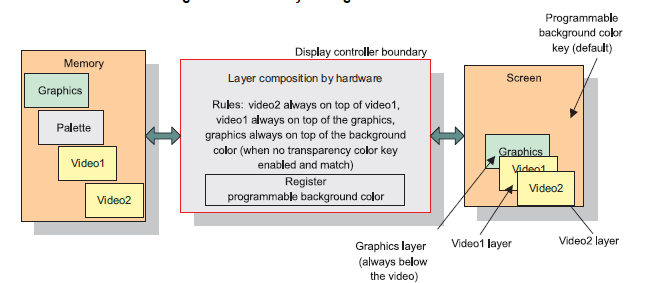 Programmable
background color
key (default)
Display controller boundary
Memory
Graphics
Palette
Video1
Video2
Layer composition by hardware
Rules: video2 always on top of video1,
video1 always on top of the graphics,
graphics always on top of the background
color (when no transparency color key
enabled and match)
Register
programmable background color
Screen
Graphics
Video1
Video2
Graphics layer
(always below
the video)
Video1 layer
Video2 layer